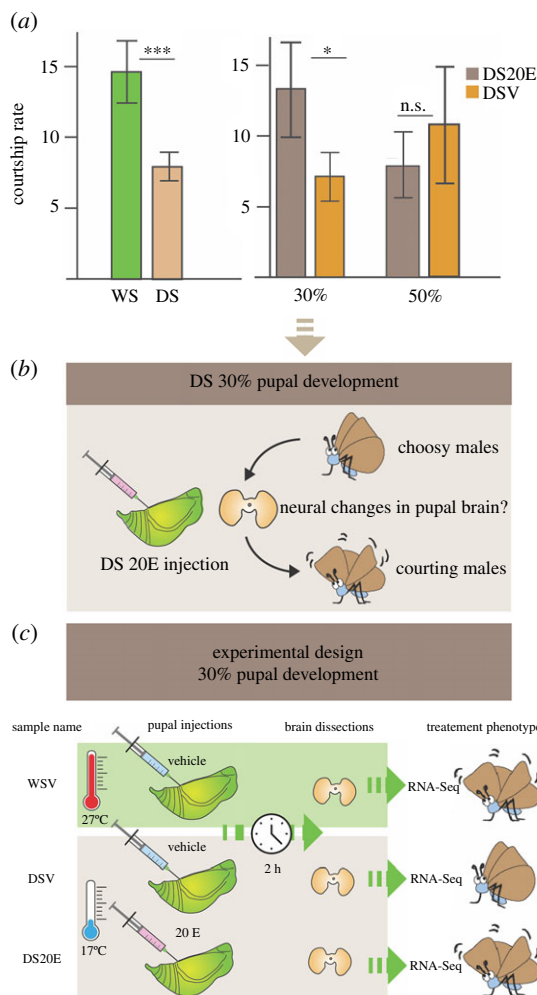 (a)
courtship rate
15
10
5
***
WS
DS
15
10
5
*
n.s.
DS20E
DSV
30%
50%
(b)
DS 30% pupal development
choosy males
neural changes in pupal brain?
DS 20E injection
courting males
(c)
experimental design
30% pupal development
sample name
pupal injections
brain dissections
treatement phenotype
WSV
27ºC
vehicle
RNA-Seq
2 h
DSV
vehicle
RNA-Seq
17ºC
20 E
DS20E
RNA-Seq